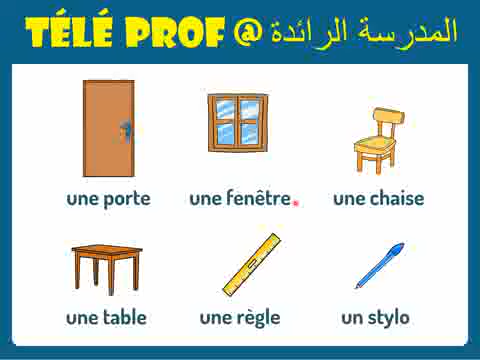 TÉLÉ PROF @ المدرسة الرائدة
une porte
une fenêtre
une chaise
une table
une règle
un stylo